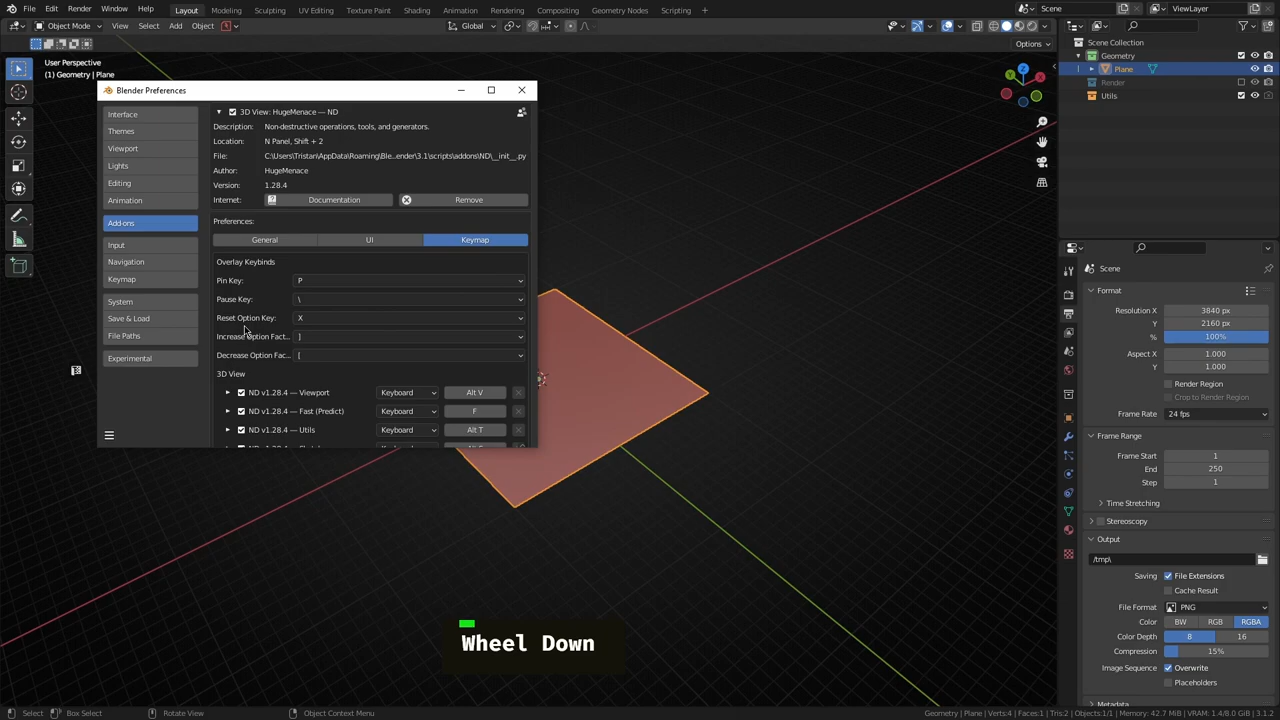 File Edit Render Window Help Layout Modeling Sculpting UV Editing Texture Paint Shading Animation Rendering Compositing Geometry Nodes Scripting + Scene ViewLayer
Object Mode View Select Add Object Global
Options
User Perspective
(1) Geometry | Plane
Scene Collection
Geometry
Plane
Render
Utils
Blender Preferences
Interface
Themes
Viewport
Lights
Editing
Animation
Add-ons
Input
Navigation
Keymap
System
Save & Load
File Paths
Experimental
3D View: HugeMenace — ND
Description: Non-destructive operations, tools, and generators.
Location: N Panel, Shift + 2
File: C:\Users\Tristan\AppData\Roaming\Ble...ender\3.1\scripts\addons\ND\__init__.py
Author: HugeMenace
Version: 1.28.4
Internet: Documentation Remove
Preferences:
General UI Keymap
Overlay Keybinds
Pin Key: P
Pause Key: \
Reset Option Key: X
Increase Option Fact... ]
Decrease Option Fac... [
3D View
ND v1.28.4 — Viewport Keyboard Alt V
ND v1.28.4 — Fast (Predict) Keyboard F
ND v1.28.4 — Utils Keyboard Alt T
X
Y
Z
Scene
Format
Resolution X 3840 px
Y 2160 px
% 100%
Aspect X 1.000
Y 1.000
Render Region
Crop to Render Region
Frame Rate 24 fps
Frame Range
Frame Start 1
End 250
Step 1
Time Stretching
Stereoscopy
Output
/tmp\
Saving File Extensions
Cache Result
File Format PNG
Color BW RGB RGBA
Color Depth 8 16
Compression 15%
Image Sequence Overwrite
Placeholders
Metadata
Wheel Down
Select Box Select Rotate View Object Context Menu Geometry | Plane | Verts:4 | Faces:1 | Tris:2 | Objects:1/1 | Memory: 42.7 MiB | VRAM: 1.4/8.0 GiB | 3.1.2